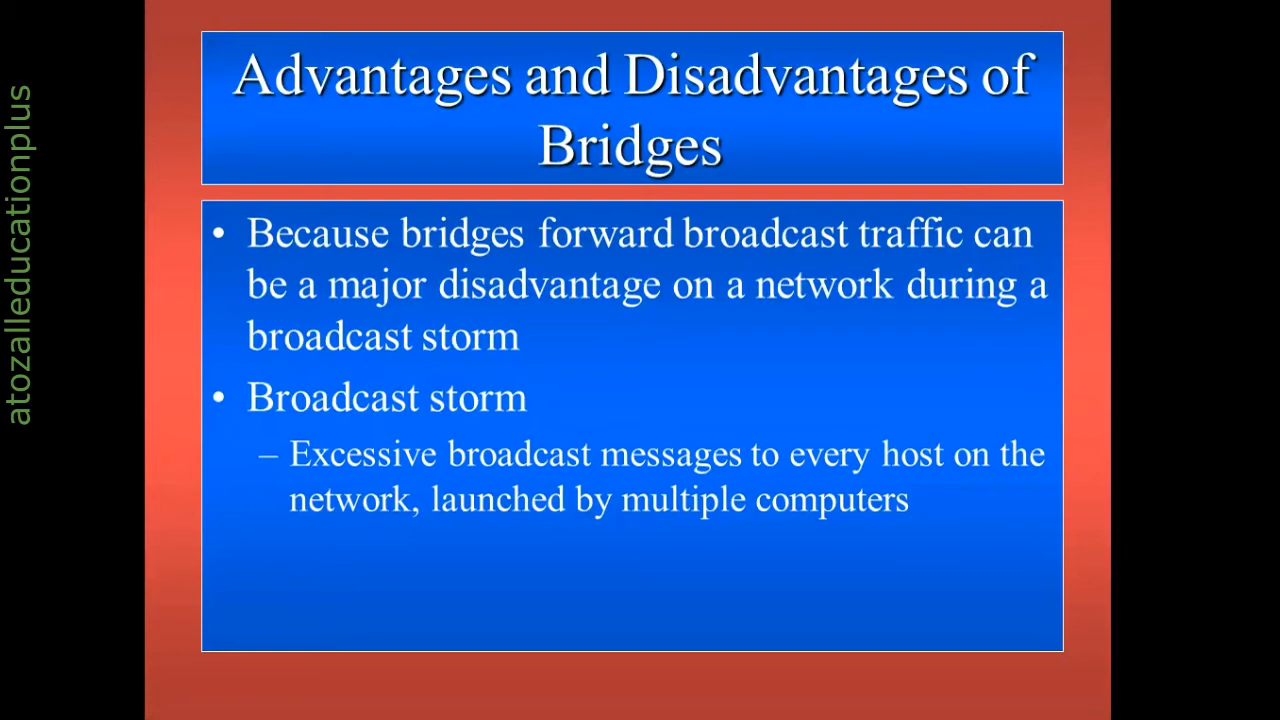 Advantages and Disadvantages of
Bridges
• Because bridges forward broadcast traffic can
be a major disadvantage on a network during a
broadcast storm
• Broadcast storm
– Excessive broadcast messages to every host on the
network, launched by multiple computers
atozalleducationplus